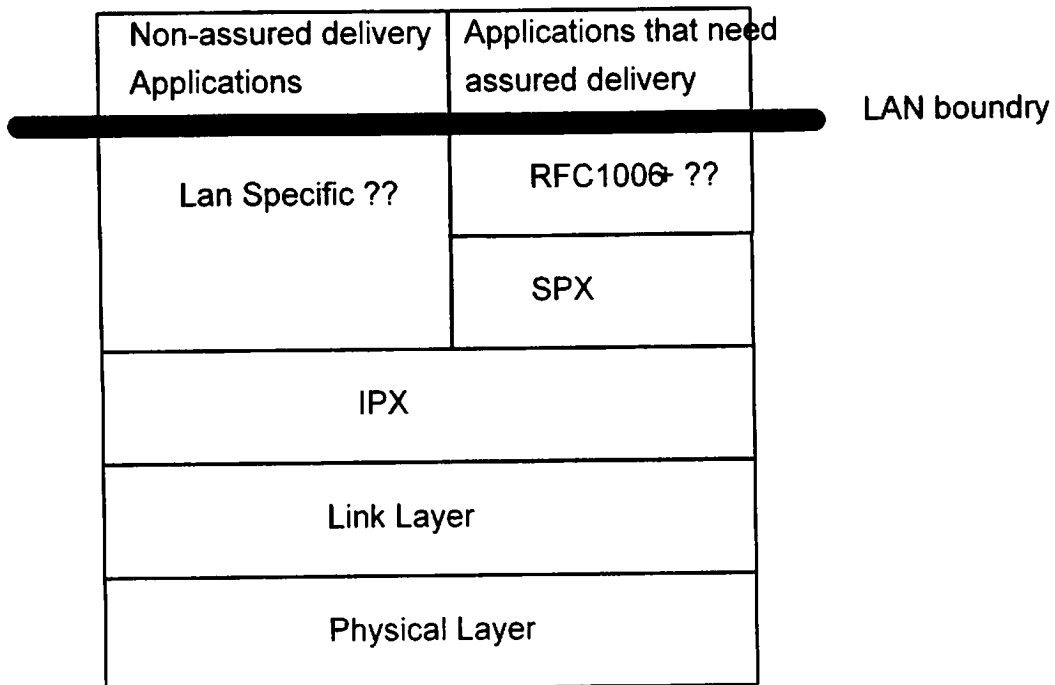 Non-assured delivery
Applications
Applications that need
assured delivery
LAN boundry
Lan Specific ??
RFC1006+ ??
SPX
IPX
Link Layer
Physical Layer